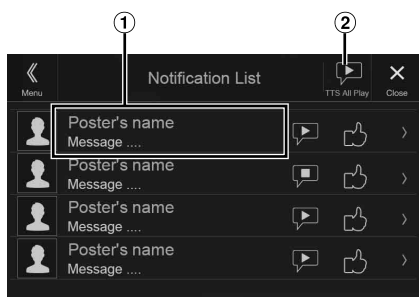 1 2
Menu
Notification List
TTS All Play
Close
Poster's name
Message ....
Poster's name
Message ....
Poster's name
Message ....
Poster's name
Message ....